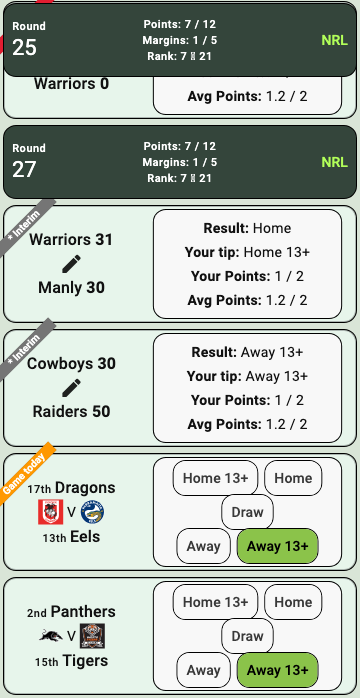 Round
25
Points: 7 / 12
Margins: 1 / 5
Rank: 7 21
NRL
Warriors 0
Avg Points: 1.2 / 2
Round
27
Points: 7 / 12
Margins: 1 / 5
Rank: 7 21
NRL
* Interim
Warriors 31
Manly 30
Result: Home
Your tip: Home 13+
Your Points: 1 / 2
Avg Points: 1.2 / 2
* Interim
Cowboys 30
Raiders 50
Result: Away 13+
Your tip: Away 13+
Your Points: 1 / 2
Avg Points: 1.2 / 2
Game today
17th Dragons
V
13th Eels
Home 13+ Home
Draw
Away Away 13+
2nd Panthers
V
15th Tigers
Home 13+ Home
Draw
Away Away 13+